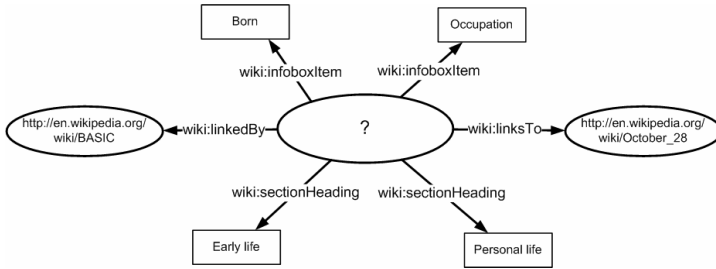 Born
Occupation
wiki:infoboxItem
wiki:infoboxItem
http://en.wikipedia.org/
wiki/BASIC
wiki:linkedBy
?
wiki:linksTo
http://en.wikipedia.org/
wiki/October_28
wiki:sectionHeading
wiki:sectionHeading
Early life
Personal life